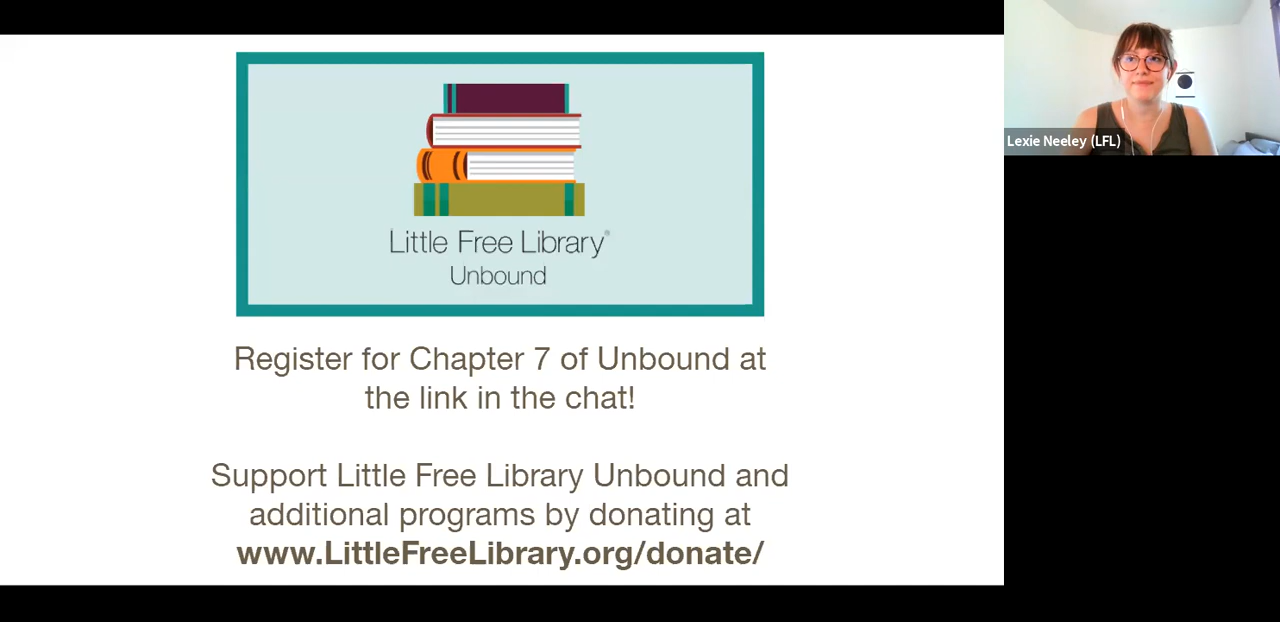 Little Free Library®
Unbound
Register for Chapter 7 of Unbound at
the link in the chat!
Support Little Free Library Unbound and
additional programs by donating at
www.LittleFreeLibrary.org/donate/
Lexie Neeley (LFL)